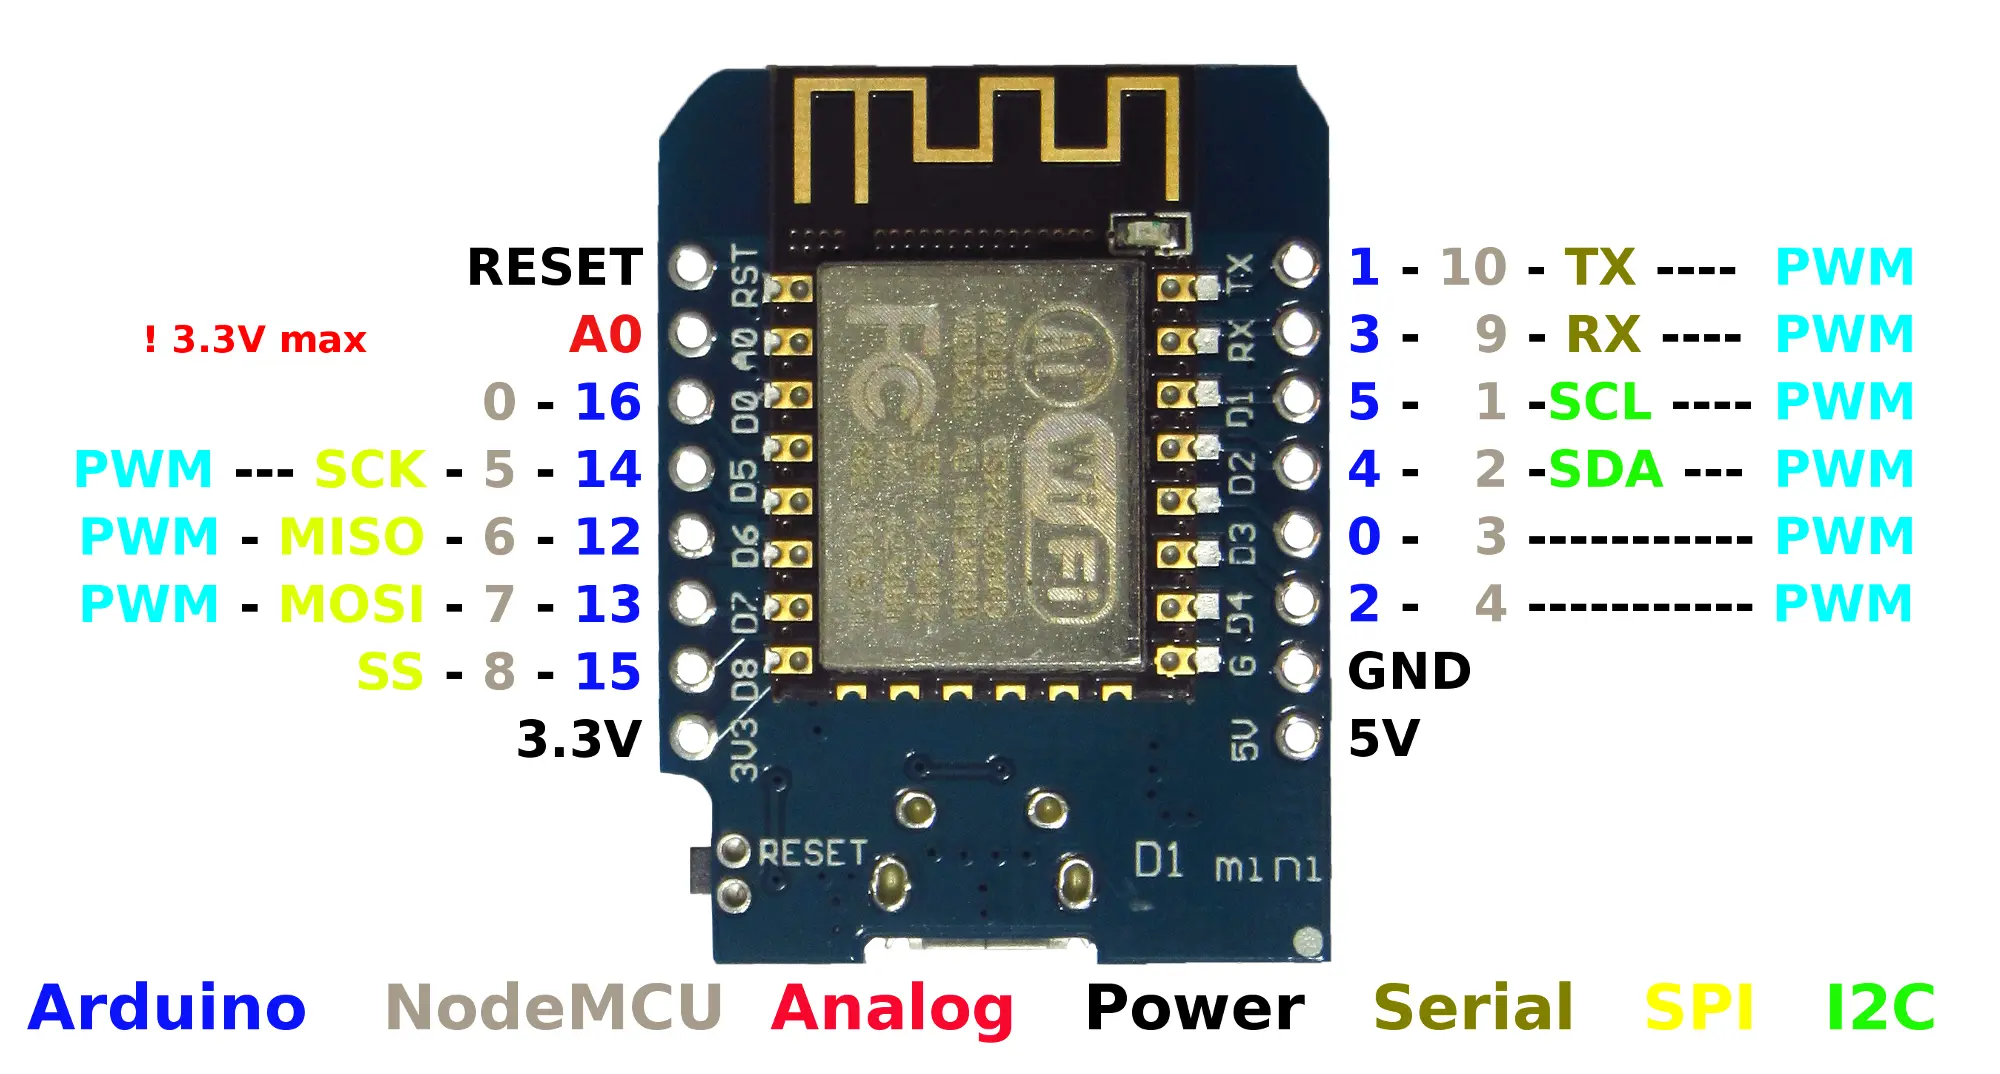 RESET RST TX 1 - 10 - TX ---- PWM
! 3.3V max A0 A0 RX 3 - 9 - RX ---- PWM
0 - 16 D0 D1 5 - 1 -SCL ---- PWM
PWM --- SCK - 5 - 14 D5 D2 4 - 2 -SDA --- PWM
PWM - MISO - 6 - 12 D6 D3 0 - 3 ----------- PWM
PWM - MOSI - 7 - 13 D7 D4 2 - 4 ----------- PWM
SS - 8 - 15 D8 G GND
3.3V 3V3 5V 5V
FC
Ai
WiFi
RESET
D1 mini
Arduino NodeMCU Analog Power Serial SPI I2C